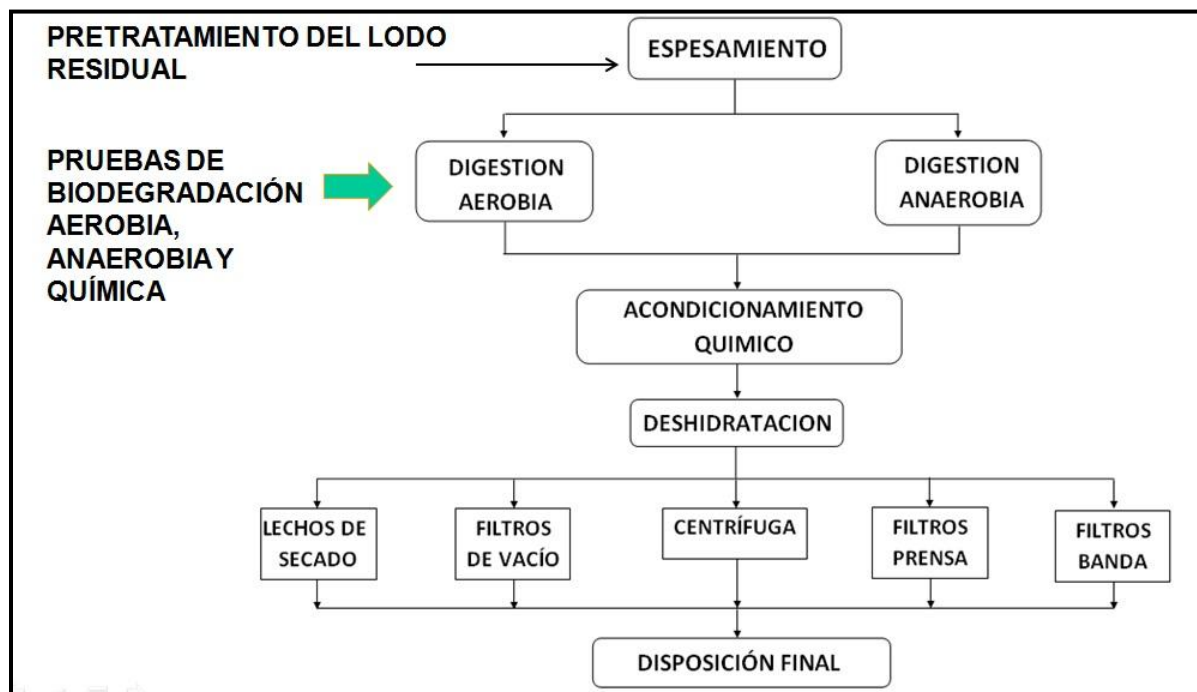 PRETRATAMIENTO DEL LODO
RESIDUAL
ESPESAMIENTO
PRUEBAS DE
BIODEGRADACIÓN
AEROBIA,
ANAEROBIA Y
QUÍMICA
DIGESTION
AEROBIA
DIGESTION
ANAEROBIA
ACONDICIONAMIENTO
QUIMICO
DESHIDRATACION
LECHOS DE
SECADO
FILTROS
DE VACÍO
CENTRÍFUGA
FILTROS
PRENSA
FILTROS
BANDA
DISPOSICIÓN FINAL